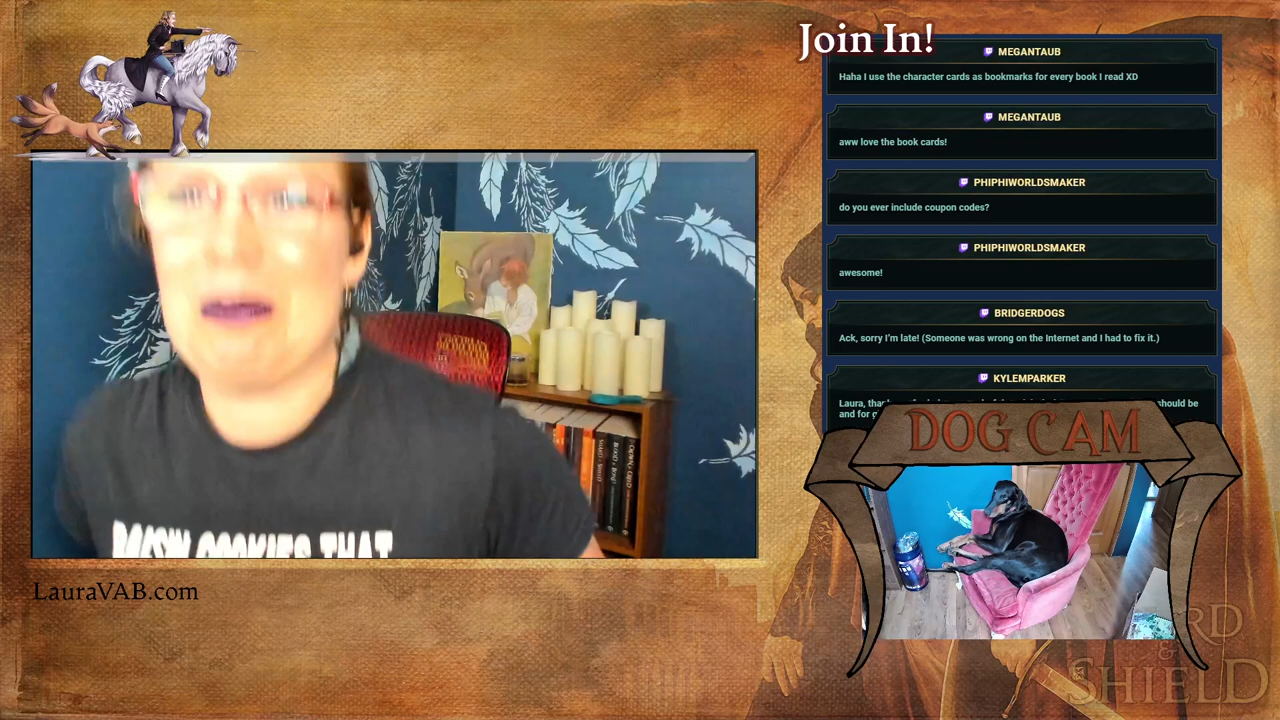 Join In!
MEGANTAUB
Haha I use the character cards as bookmarks for every book I read XD
MEGANTAUB
aww love the book cards!
PHIPHIWORLDSMAKER
do you ever include coupon codes?
PHIPHIWORLDSMAKER
awesome!
BRIDGERDOGS
Ack, sorry I'm late! (Someone was wrong on the Internet and I had to fix it.)
KYLEMPARKER
Laura, should be
and for
DOG CAM
COOKIES THAT
LauraVAB.com
&
SHIELD